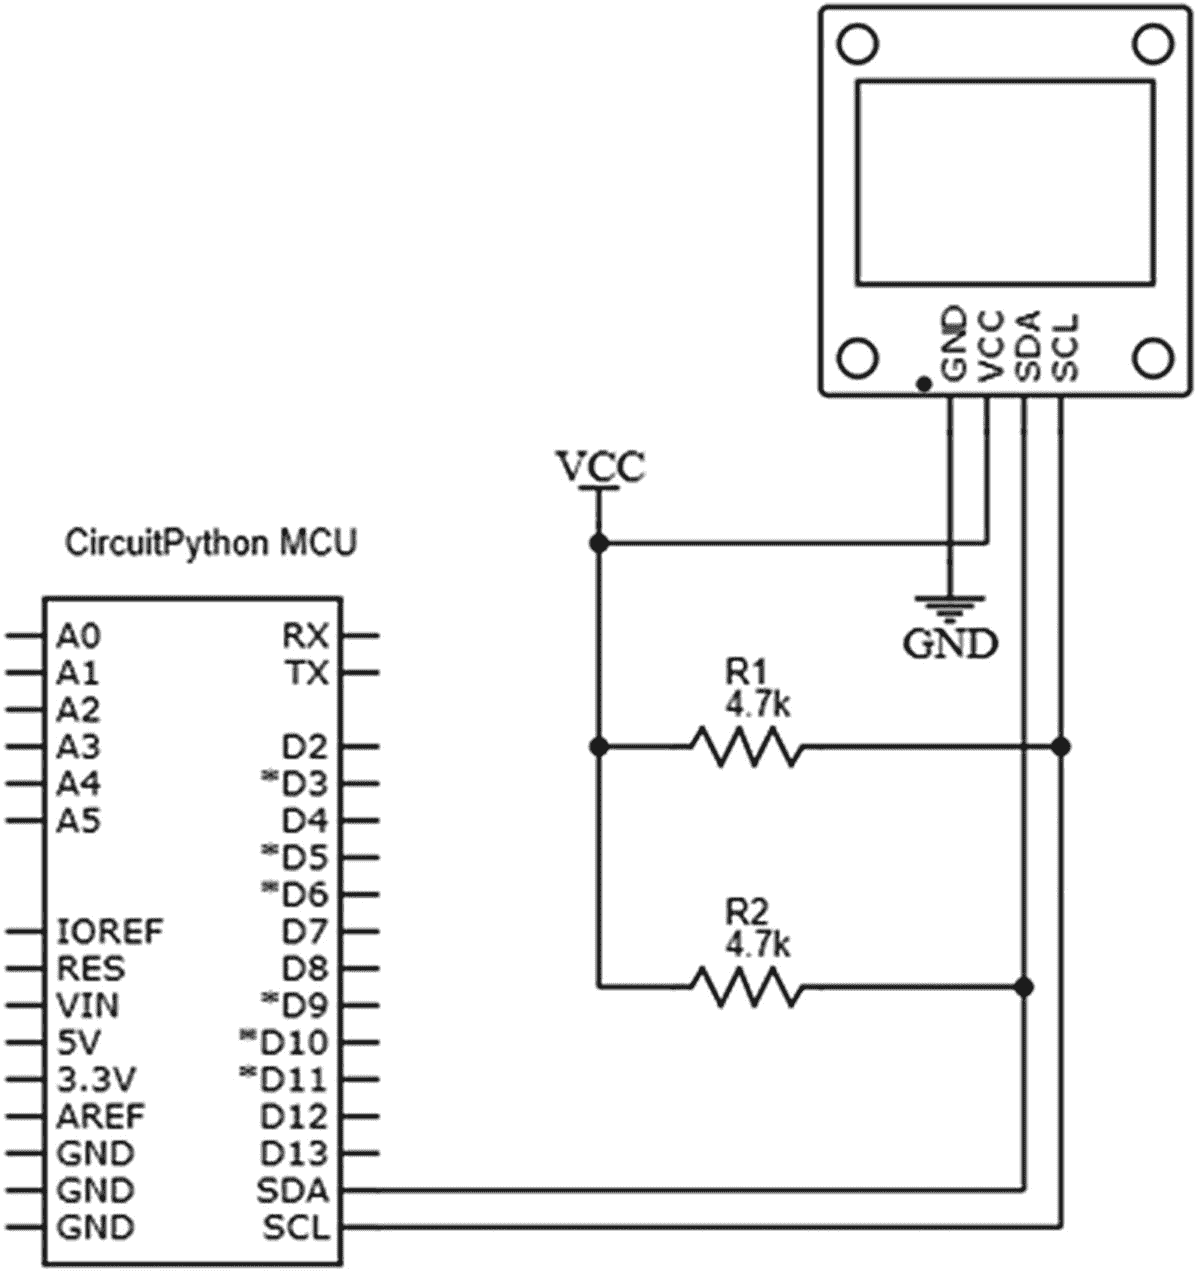 GND
VCC
SDA
SCL
VCC
CircuitPython MCU
GND
R1
4.7k
R2
4.7k
A0 RX
A1 TX
A2
A3 D2
A4 *D3
A5 D4
*D5
*D6
IOREF D7
RES D8
VIN *D9
5V *D10
3.3V *D11
AREF D12
GND D13
GND SDA
GND SCL